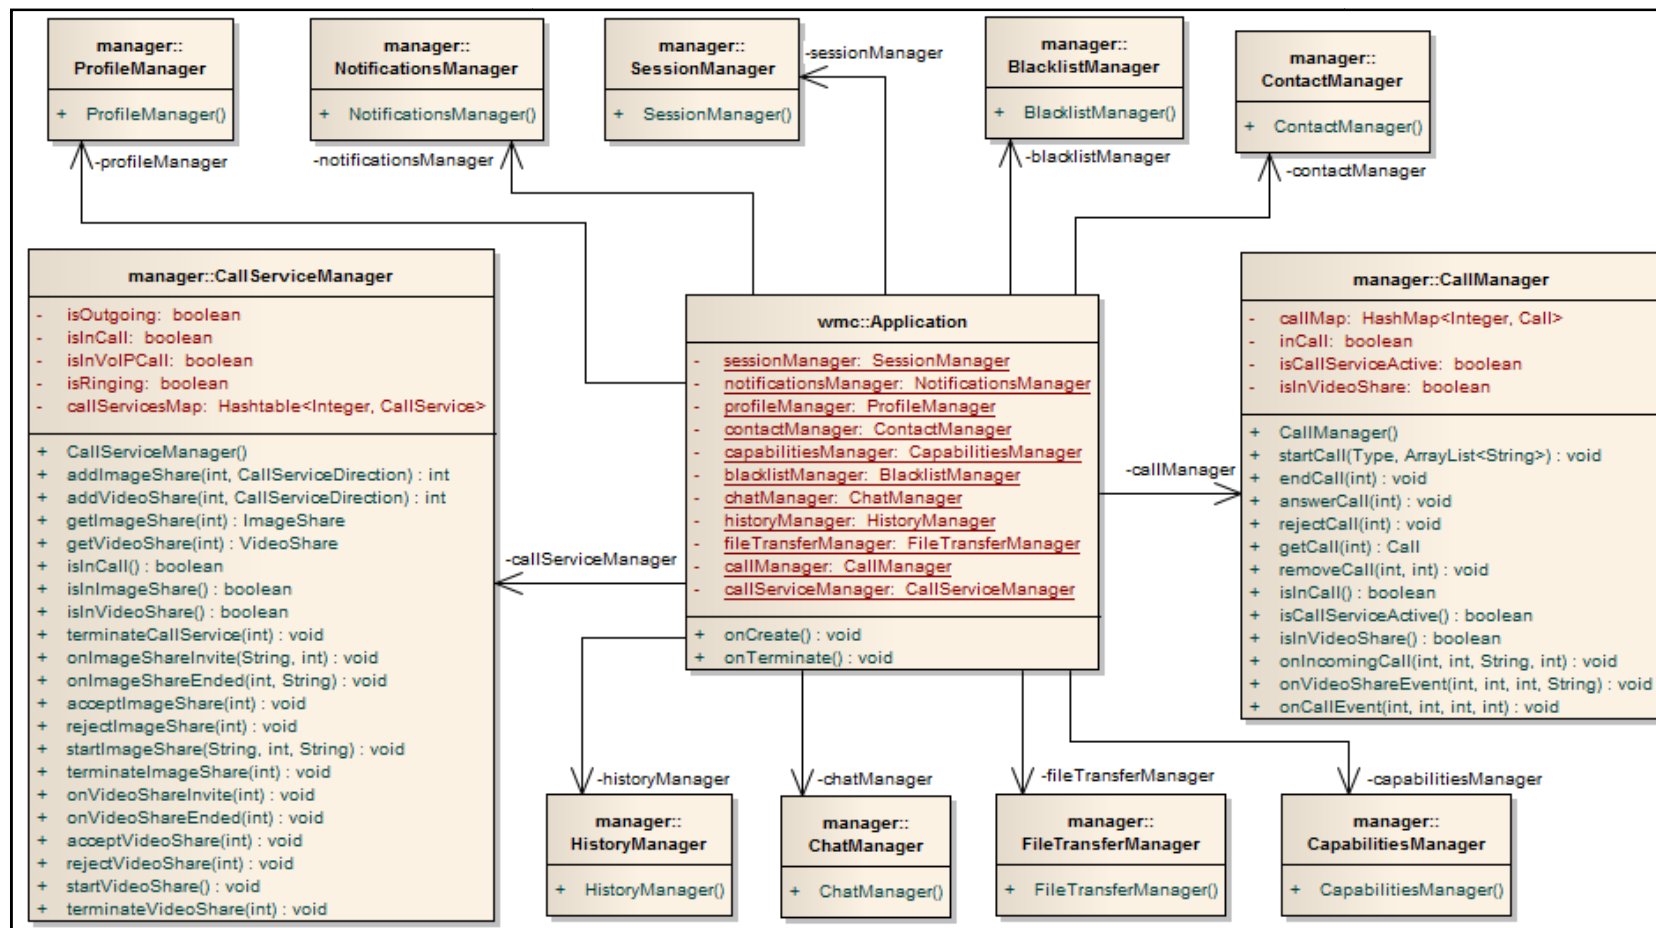 manager::
ProfileManager
+ ProfileManager()
manager::
NotificationsManager
+ NotificationsManager()
manager::
SessionManager
+ SessionManager()
-sessionManager
manager::
BlacklistManager
+ BlacklistManager()
manager::
ContactManager
+ ContactManager()
-profileManager
-notificationsManager
-blacklistManager
-contactManager
manager::CallServiceManager
- isOutgoing: boolean
- isInCall: boolean
- isInVoIPCall: boolean
- isRinging: boolean
- callServicesMap: Hashtable<Integer, CallService>
+ CallServiceManager()
+ addImageShare(int, CallServiceDirection) : int
+ addVideoShare(int, CallServiceDirection) : int
+ getImageShare(int) : ImageShare
+ getVideoShare(int) : VideoShare
+ isInCall() : boolean
+ isInImageShare() : boolean
+ isInVideoShare() : boolean
+ terminateCallService(int) : void
+ onImageShareInvite(String, int) : void
+ onImageShareEnded(int, String) : void
+ acceptImageShare(int) : void
+ rejectImageShare(int) : void
+ startImageShare(String, int, String) : void
+ terminateImageShare(int) : void
+ onVideoShareInvite(int) : void
+ onVideoShareEnded(int) : void
+ acceptVideoShare(int) : void
+ rejectVideoShare(int) : void
+ startVideoShare() : void
+ terminateVideoShare(int) : void
-callServiceManager
wmc::Application
- sessionManager: SessionManager
- notificationsManager: NotificationsManager
- profileManager: ProfileManager
- contactManager: ContactManager
- capabilitiesManager: CapabilitiesManager
- blacklistManager: BlacklistManager
- chatManager: ChatManager
- historyManager: HistoryManager
- fileTransferManager: FileTransferManager
- callManager: CallManager
- callServiceManager: CallServiceManager
+ onCreate() : void
+ onTerminate() : void
-callManager
manager::CallManager
- callMap: HashMap<Integer, Call>
- inCall: boolean
- isCallServiceActive: boolean
- isInVideoShare: boolean
+ CallManager()
+ startCall(Type, ArrayList<String>) : void
+ endCall(int) : void
+ answerCall(int) : void
+ rejectCall(int) : void
+ getCall(int) : Call
+ removeCall(int, int) : void
+ isInCall() : boolean
+ isCallServiceActive() : boolean
+ isInVideoShare() : boolean
+ onIncomingCall(int, int, String, int) : void
+ onVideoShareEvent(int, int, int, String) : void
+ onCallEvent(int, int, int, int) : void
-historyManager
-chatManager
-fileTransferManager
-capabilitiesManager
manager::
HistoryManager
+ HistoryManager()
manager::
ChatManager
+ ChatManager()
manager::
FileTransferManager
+ FileTransferManager()
manager::
CapabilitiesManager
+ CapabilitiesManager()